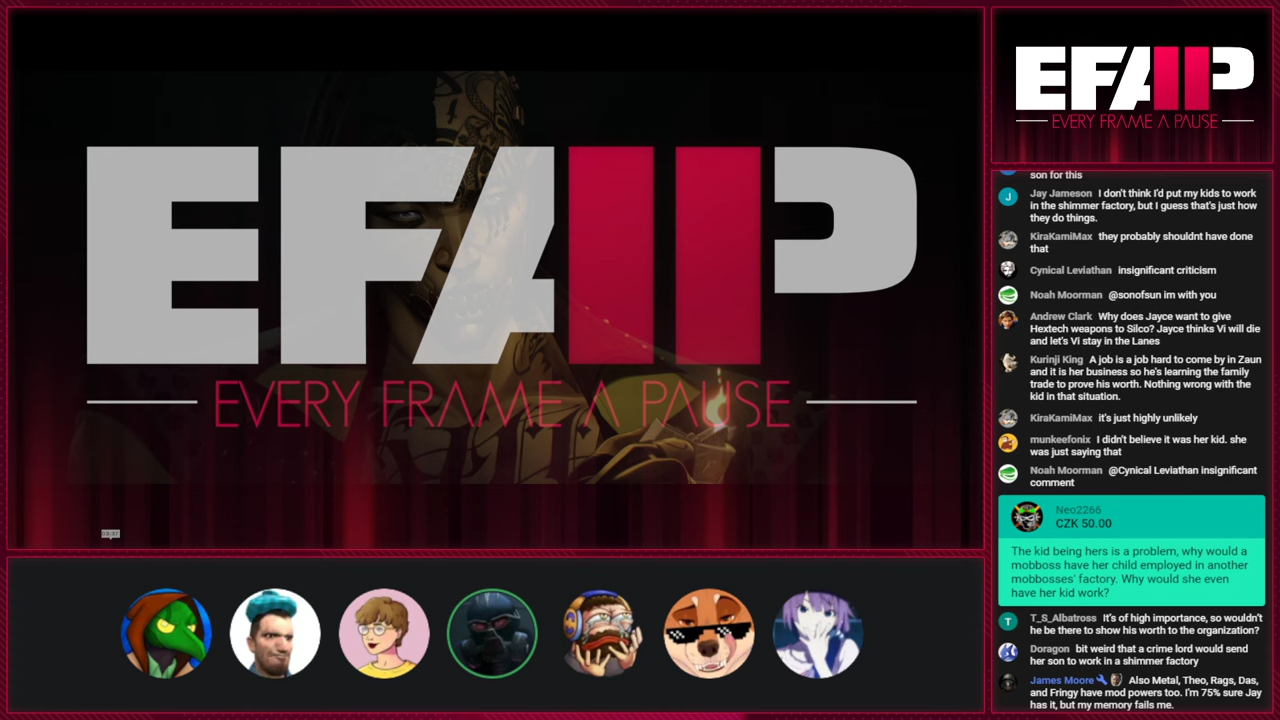 EFAP
EVERY FRAME A PAUSE
EFAP
EVERY FRAME A PAUSE
son for this
Jay Jameson I don't think I'd put my kids to work
in the shimmer factory, but I guess that's just how
they do things.
KiraKamiMax they probably shouldnt have done
that
Cynical Leviathan insignificant criticism
Noah Moorman @sonofsun im with you
Andrew Clark Why does Jayce want to give
Hextech weapons to Silco? Jayce thinks Vi will die
and let's Vi stay in the Lanes
Kurinji King A job is a job hard to come by in Zaun
and it is her business so he's learning the family
trade to prove his worth. Nothing wrong with the
kid in that situation.
KiraKamiMax it's just highly unlikely
munkeefonix I didn't believe it was her kid. she
was just saying that
Noah Moorman @Cynical Leviathan insignificant
comment
Neo2266
CZK 50.00
The kid being hers is a problem, why would a
mobboss have her child employed in another
mobbosses' factory. Why would she even
have her kid work?
T_S_Albatross It's of high importance, so wouldn't
he be there to show his worth to the organization?
Doragon bit weird that a crime lord would send
her son to work in a shimmer factory
James Moore Also Metal, Theo, Rags, Das,
and Fringy have mod powers too. I'm 75% sure Jay
has it, but my memory fails me.